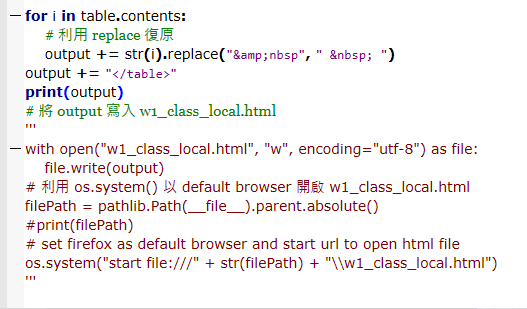 for i in table.contents:
# 利用 replace 復原
output += str(i).replace("&amp;nbsp", " &nbsp; ")
output += "</table>"
print(output)
# 將 output 寫入 w1_class_local.html
'''
with open("w1_class_local.html", "w", encoding="utf-8") as file:
file.write(output)
# 利用 os.system() 以 default browser 開啟 w1_class_local.html
filePath = pathlib.Path(__file__).parent.absolute()
#print(filePath)
# set firefox as default browser and start url to open html file
os.system("start file:///" + str(filePath) + "\\w1_class_local.html")
'''